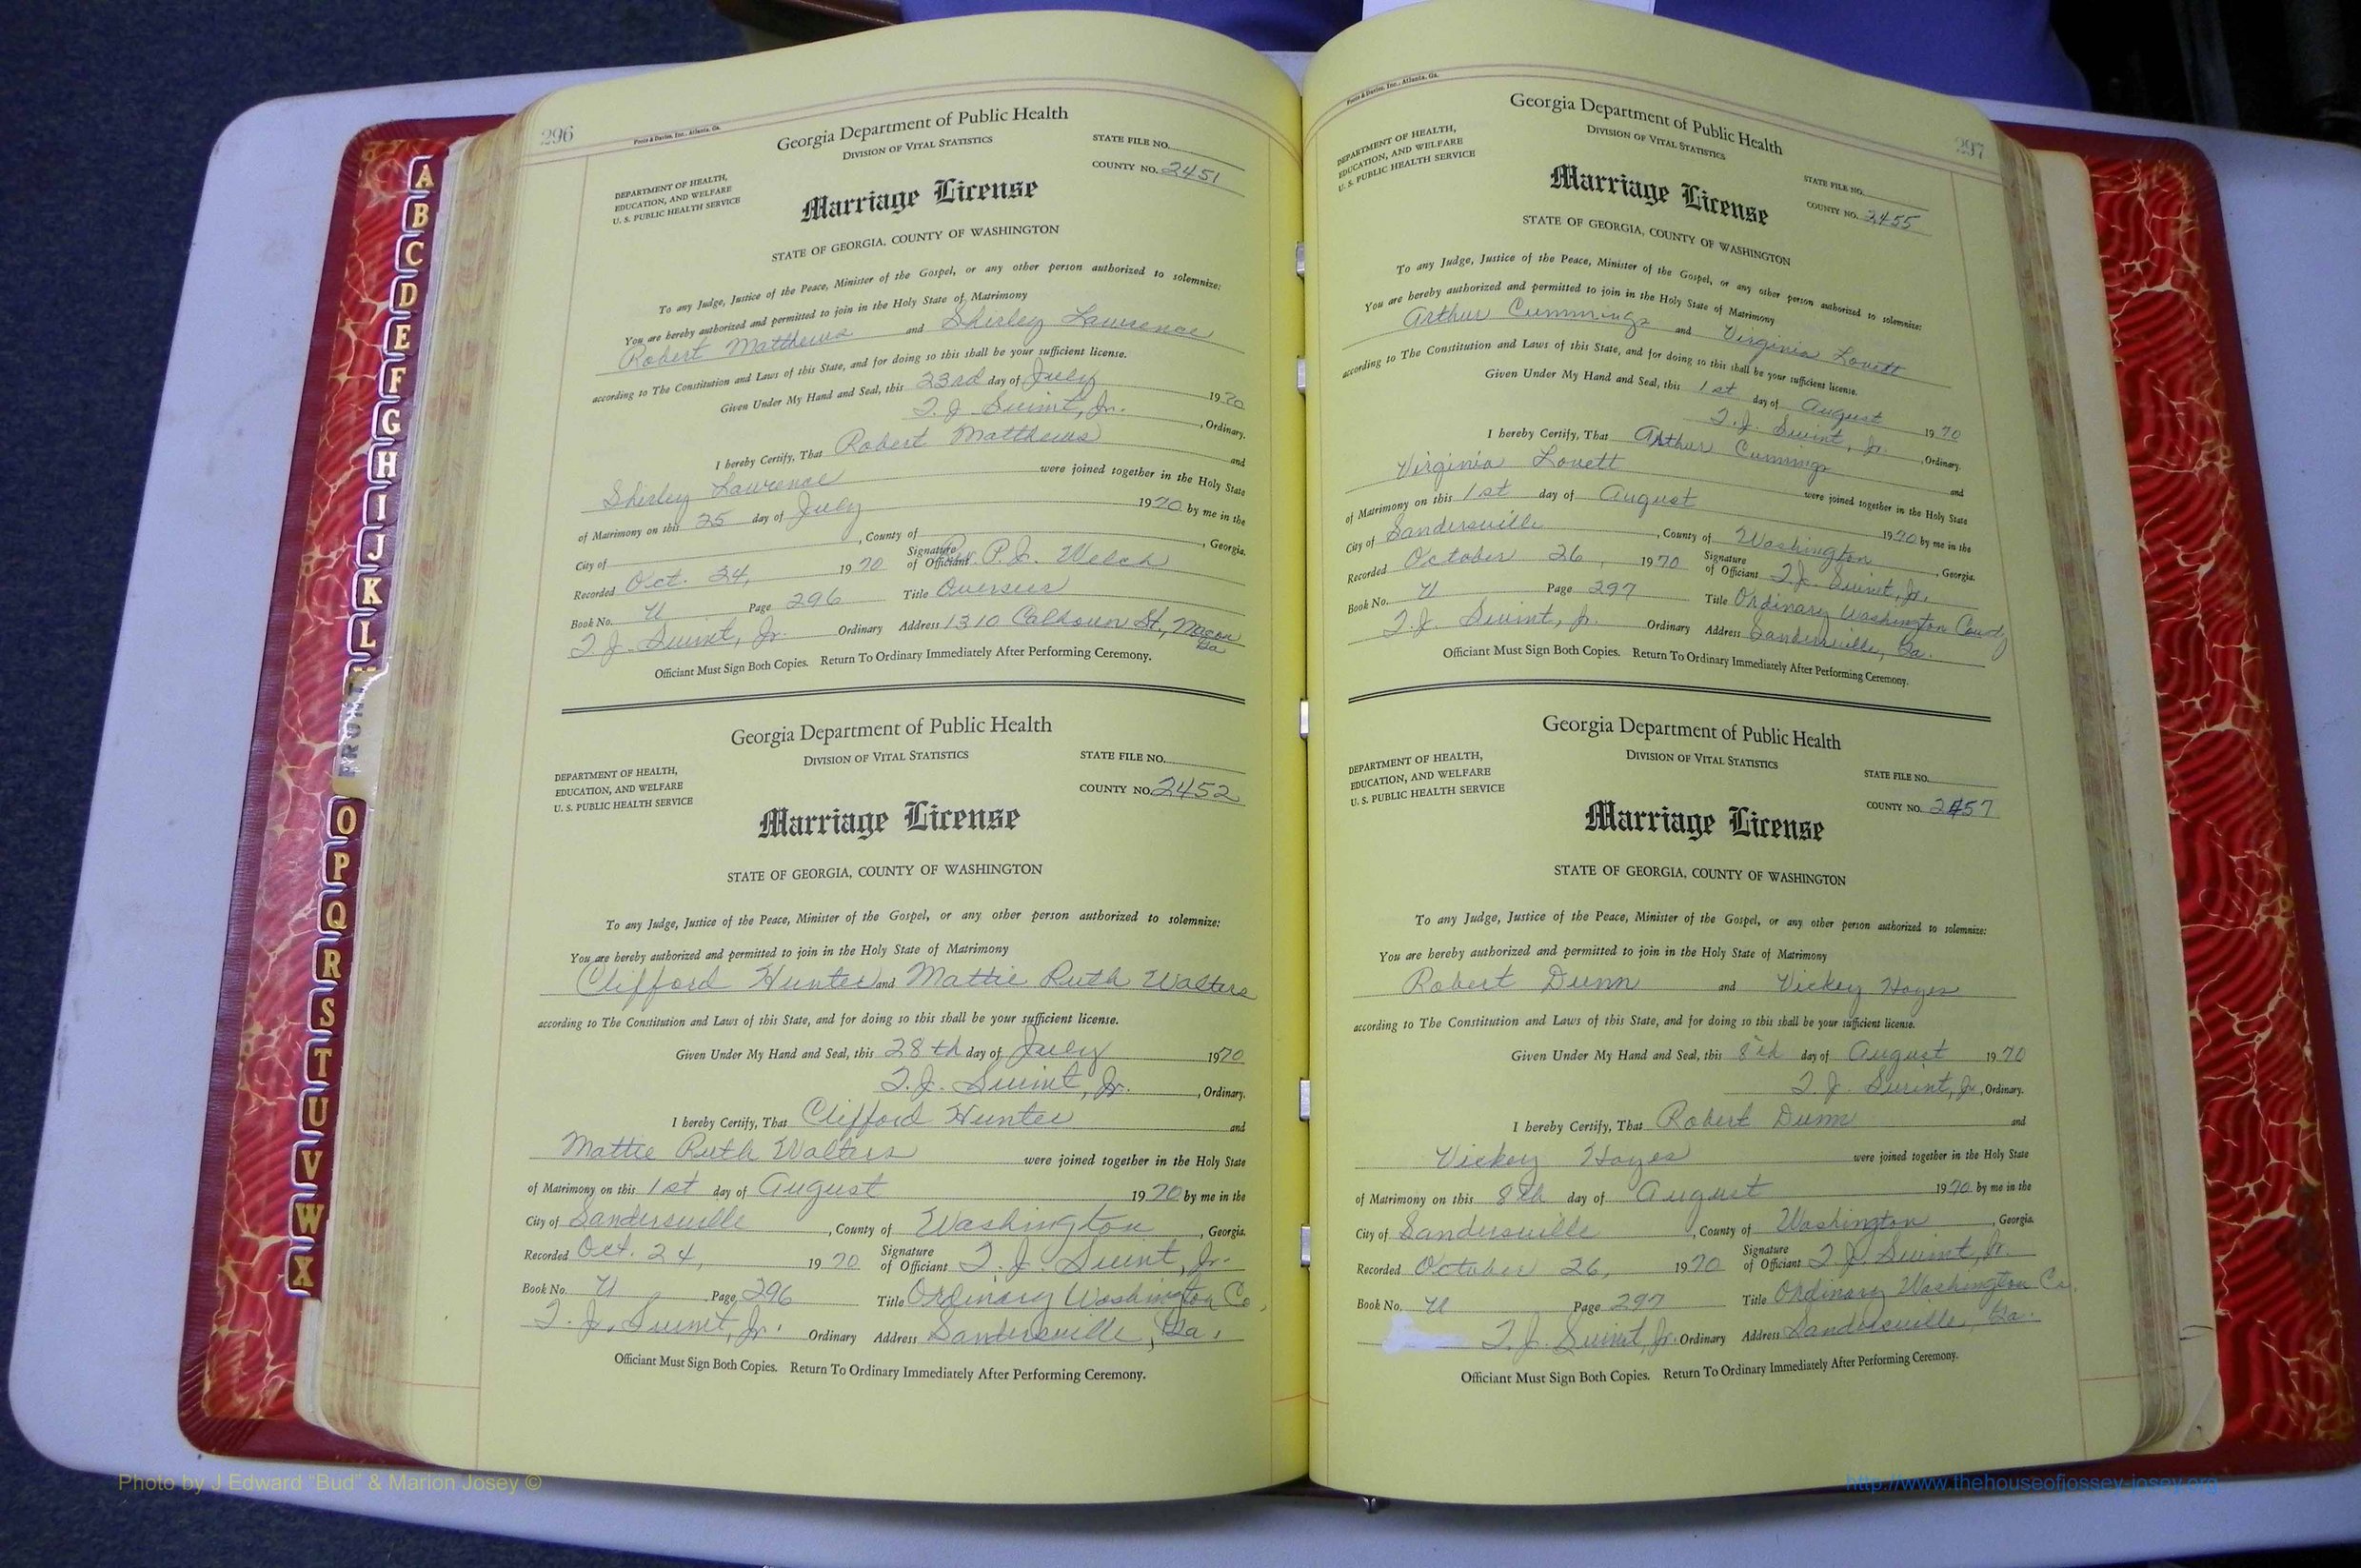 A
B
C
D
E
F
G
H
I
J
K
L
O
P
Q
R
S
T
U
V
W
X
296
Foote & Davies, Inc., Atlanta, Ga.
Georgia Department of Public Health
DIVISION OF VITAL STATISTICS
STATE FILE NO.
COUNTY NO. 2451
DEPARTMENT OF HEALTH,
EDUCATION, AND WELFARE
U. S. PUBLIC HEALTH SERVICE
Marriage License
STATE OF GEORGIA, COUNTY OF WASHINGTON
To any Judge, Justice of the Peace, Minister of the Gospel, or any other person authorized to solemnize:
You are hereby authorized and permitted to join in the Holy State of Matrimony
Robert Matthews and Shirley Lawrence
according to The Constitution and Laws of this State, and for doing so this shall be your sufficient license.
Given Under My Hand and Seal, this 23rd day of July 1970
T. J. Swint, Jr. , Ordinary.
I hereby Certify, That Robert Matthews and
Shirley Lawrence were joined together in the Holy State
of Matrimony on this 25 day of July 1970 by me in the
City of , County of , Georgia.
Recorded Oct. 24, 1970 Signature of Officiant Rev. P. J. Welch
Book No. U Page 296 Title
T. J. Swint, Jr. Ordinary Address 1310 Calhoun St., Macon Ga
Officiant Must Sign Both Copies. Return To Ordinary Immediately After Performing Ceremony.
Georgia Department of Public Health
DIVISION OF VITAL STATISTICS
STATE FILE NO.
COUNTY NO. 2452
DEPARTMENT OF HEALTH,
EDUCATION, AND WELFARE
U. S. PUBLIC HEALTH SERVICE
Marriage License
STATE OF GEORGIA, COUNTY OF WASHINGTON
To any Judge, Justice of the Peace, Minister of the Gospel, or any other person authorized to solemnize:
You are hereby authorized and permitted to join in the Holy State of Matrimony
Clifford Hunter and Mattie Ruth Walters
according to The Constitution and Laws of this State, and for doing so this shall be your sufficient license.
Given Under My Hand and Seal, this 28th day of July 1970
T. J. Swint, Jr. , Ordinary.
I hereby Certify, That Clifford Hunter and
Mattie Ruth Walters were joined together in the Holy State
of Matrimony on this 1st day of August 1970 by me in the
City of Sandersville , County of Washington , Georgia.
Recorded Oct. 24, 1970 Signature of Officiant T. J. Swint, Jr.
Book No. U Page 296 Title Ordinary Washington Co.
T. J. Swint, Jr. Ordinary Address Sandersville, Ga.
Officiant Must Sign Both Copies. Return To Ordinary Immediately After Performing Ceremony.
297
Foote & Davies, Inc., Atlanta, Ga.
Georgia Department of Public Health
DIVISION OF VITAL STATISTICS
DEPARTMENT OF HEALTH,
EDUCATION, AND WELFARE
U. S. PUBLIC HEALTH SERVICE
STATE FILE NO.
COUNTY NO. 2455
Marriage License
STATE OF GEORGIA, COUNTY OF WASHINGTON
To any Judge, Justice of the Peace, Minister of the Gospel, or any other person authorized to solemnize:
You are hereby authorized and permitted to join in the Holy State of Matrimony
Arthur Cummings and Virginia Lovett
according to The Constitution and Laws of this State, and for doing so this shall be your sufficient license.
Given Under My Hand and Seal, this 1st day of August 1970
T. J. Swint, Jr. , Ordinary.
I hereby Certify, That Arthur Cummings and
Virginia Lovett were joined together in the Holy State
of Matrimony on this 1st day of August 1970 by me in the
City of Sandersville , County of Washington , Georgia.
Recorded October 26, 1970 Signature of Officiant T. J. Swint, Jr.
Book No. U Page 297 Title Ordinary Washington County
T. J. Swint, Jr. Ordinary Address Sandersville, Ga.
Officiant Must Sign Both Copies. Return To Ordinary Immediately After Performing Ceremony.
Georgia Department of Public Health
DIVISION OF VITAL STATISTICS
DEPARTMENT OF HEALTH,
EDUCATION, AND WELFARE
U. S. PUBLIC HEALTH SERVICE
STATE FILE NO.
COUNTY NO. 2457
Marriage License
STATE OF GEORGIA, COUNTY OF WASHINGTON
To any Judge, Justice of the Peace, Minister of the Gospel, or any other person authorized to solemnize:
You are hereby authorized and permitted to join in the Holy State of Matrimony
Robert Dunn and Vickey Hayes
according to The Constitution and Laws of this State, and for doing so this shall be your sufficient license.
Given Under My Hand and Seal, this 8th day of August 1970
T. J. Swint, Jr. , Ordinary.
I hereby Certify, That Robert Dunn and
Vickey Hayes were joined together in the Holy State
of Matrimony on this 8th day of August 1970 by me in the
City of Sandersville , County of Washington , Georgia.
Recorded October 26, 1970 Signature of Officiant T. J. Swint, Jr.
Book No. U Page 297 Title Ordinary Washington Co.
T. J. Swint, Jr. Ordinary Address Sandersville, Ga.
Officiant Must Sign Both Copies. Return To Ordinary Immediately After Performing Ceremony.
Photo by J Edward "Bud" & Marion Josey ©
http://www.thehouseofjossey-josey.org